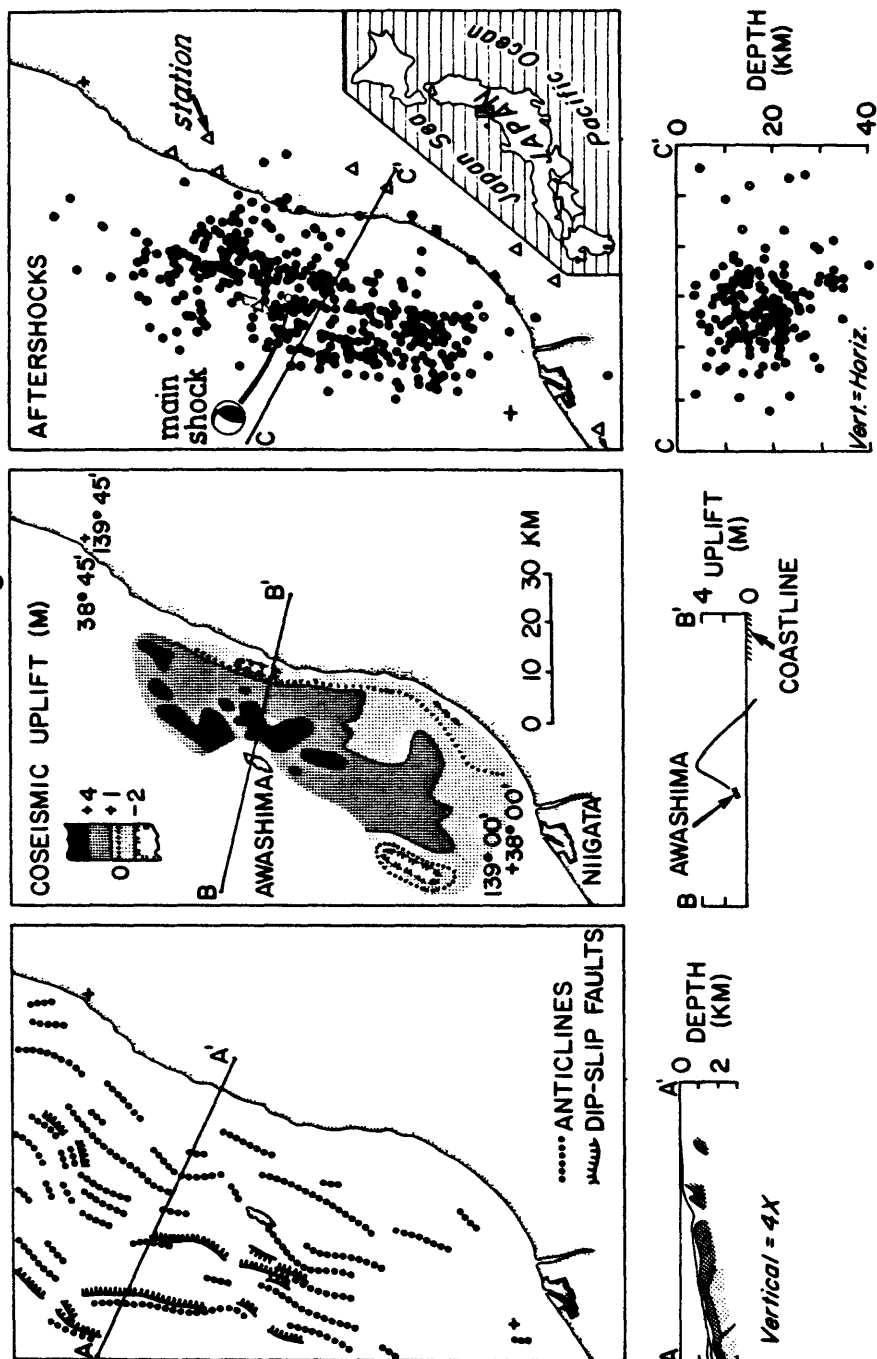 ANTICLINES
DIP-SLIP FAULTS
A
A'
A
A'
0
2
DEPTH
(KM)
Vertical = 4X
COSEISMIC UPLIFT (M)
+4
+1
0
-2
38° 45'
139° 45'
B
B'
AWASHIMA
139° 00'
+38° 00'
NIIGATA
0 10 20 30 KM
B
B'
4 UPLIFT
(M)
0
AWASHIMA
COASTLINE
AFTERSHOCKS
station
main
shock
C
C'
Japan Sea
JAPAN
Pacific Ocean
C
C'
0
20
40
DEPTH
(KM)
Vert.=Horiz.